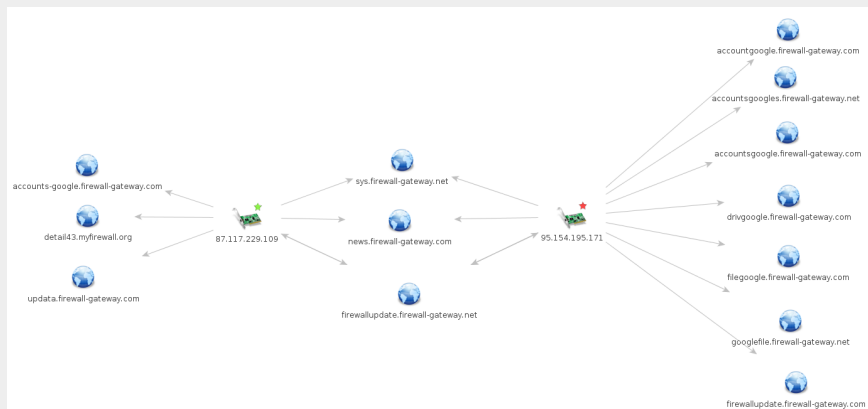 accountgoogle.firewall-gateway.com
accountsgoogles.firewall-gateway.net
accountsgoogle.firewall-gateway.com
sys.firewall-gateway.net
accounts-google.firewall-gateway.com
drivgoogle.firewall-gateway.com
detail43.myfirewall.org
87.117.229.109
news.firewall-gateway.com
95.154.195.171
filegoogle.firewall-gateway.com
updata.firewall-gateway.com
firewallupdate.firewall-gateway.net
googlefile.firewall-gateway.net
firewallupdate.firewall-gateway.com